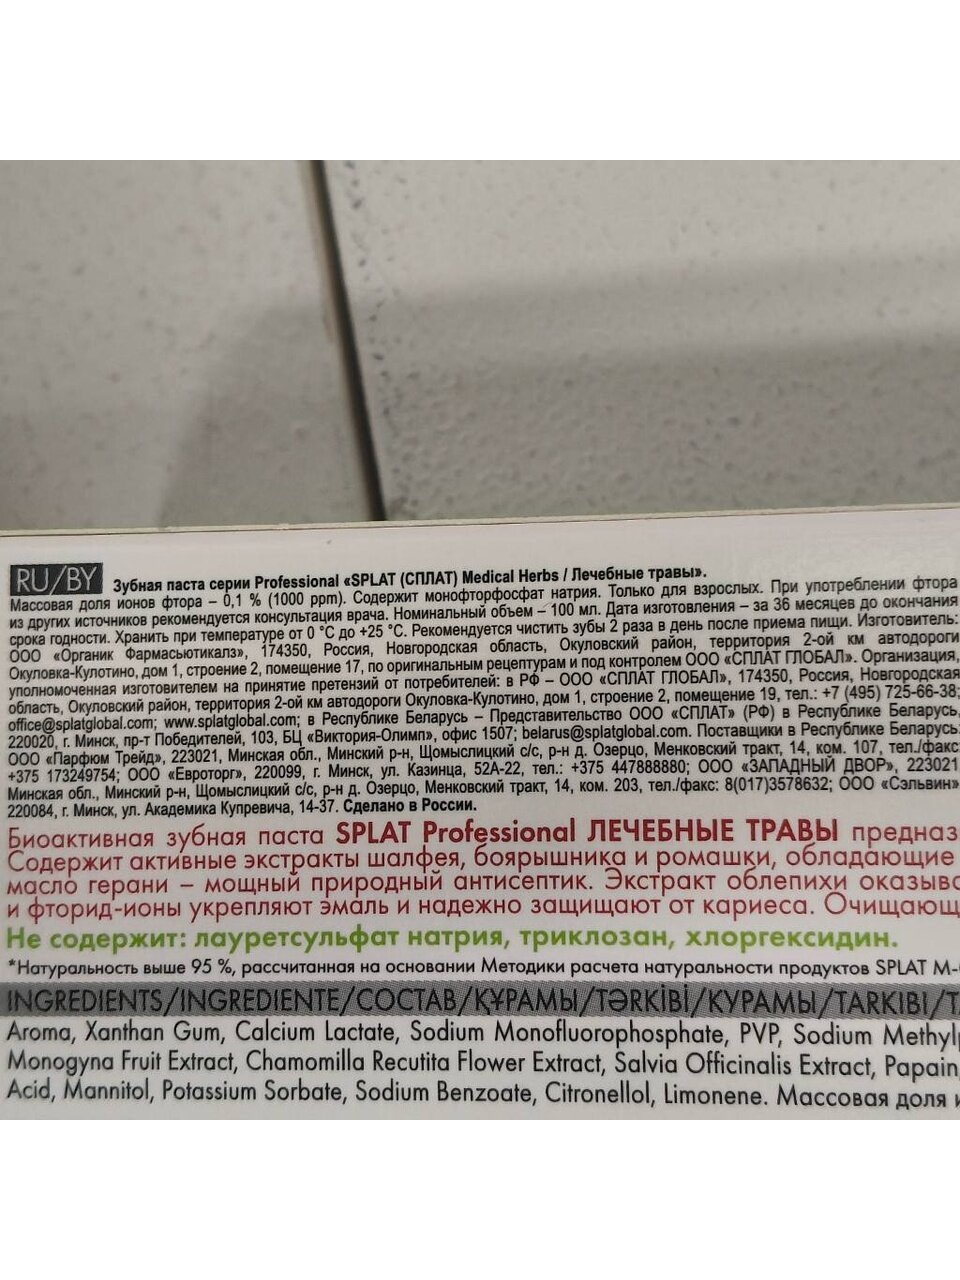 RU/BY Зубная паста серии Professional «SPLAT (СПЛАТ) Medical Herbs / Лечебные травы».
Массовая доля ионов фтора – 0,1 % (1000 ppm). Содержит монофторфосфат натрия. Только для взрослых. При употреблении фтора
из других источников рекомендуется консультация врача. Номинальный объем – 100 мл. Дата изготовления – за 36 месяцев до окончания
срока годности. Хранить при температуре от 0 °C до +25 °C. Рекомендуется чистить зубы 2 раза в день после приема пищи. Изготовитель:
ООО «Органик Фармасьютикалз», 174350, Россия, Новгородская область, Окуловский район, территория 2-ой км автодороги
Окуловка-Кулотино, дом 1, строение 2, помещение 17, по оригинальным рецептурам и под контролем ООО «СПЛАТ ГЛОБАЛ». Организация,
уполномоченная изготовителем на принятие претензий от потребителей: в РФ – ООО «СПЛАТ ГЛОБАЛ», 174350, Россия, Новгородская
область, Окуловский район, территория 2-ой км автодороги Окуловка-Кулотино, дом 1, строение 2, помещение 19, тел.: +7 (495) 725-66-38;
office@splatglobal.com; www.splatglobal.com; в Республике Беларусь – Представительство ООО «СПЛАТ» (РФ) в Республике Беларусь,
220020, г. Минск, пр-т Победителей, 103, БЦ «Виктория-Олимп», офис 1507; belarus@splatglobal.com. Поставщики в Республике Беларусь:
ООО «Парфюм Трейд», 223021, Минская обл., Минский р-н, Щомыслицкий с/с, р-н д. Озерцо, Менковский тракт, 14, ком. 107, тел./факс:
+375 173249754; ООО «Евроторг», 220099, г. Минск, ул. Казинца, 52А-22, тел.: +375 447888880; ООО «ЗАПАДНЫЙ ДВОР», 223021
Минская обл., Минский р-н, Щомыслицкий с/с, р-н д. Озерцо, Менковский тракт, 14, ком. 203, тел./факс: 8(017)3578632; ООО «Сэльвин»
220084, г. Минск, ул. Академика Купревича, 14-37. Сделано в России.
Биоактивная зубная паста SPLAT Professional ЛЕЧЕБНЫЕ ТРАВЫ предназ
Содержит активные экстракты шалфея, боярышника и ромашки, обладающие
масло герани – мощный природный антисептик. Экстракт облепихи оказыва
и фторид-ионы укрепляют эмаль и надежно защищают от кариеса. Очищающ
Не содержит: лауретсульфат натрия, триклозан, хлоргексидин.
*Натуральность выше 95 %, рассчитанная на основании Методики расчета натуральности продуктов SPLAT М-
INGREDIENTS/INGREDIENTE/СОСТАВ/ҚҰРАМЫ/TƏRKİBİ/КУРАМЫ/TARKIBI/
Aroma, Xanthan Gum, Calcium Lactate, Sodium Monofluorophosphate, PVP, Sodium Methylp
Monogyna Fruit Extract, Chamomilla Recutita Flower Extract, Salvia Officinalis Extract, Papain,
Acid, Mannitol, Potassium Sorbate, Sodium Benzoate, Citronellol, Limonene. Массовая доля и